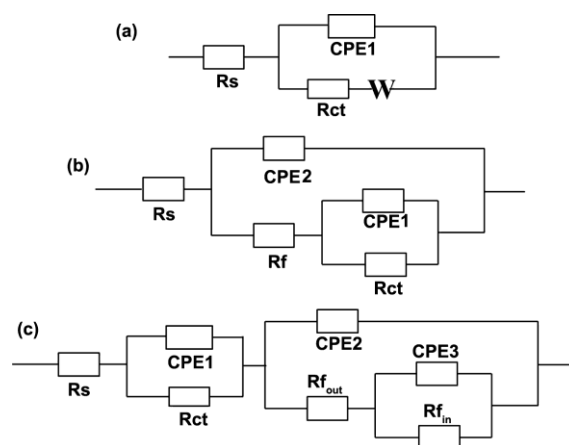 (a)
CPE1
Rs
Rct
W
(b)
CPE2
Rs
CPE1
Rf
Rct
(c)
CPE1
CPE2
CPE3
Rs
Rct
Rfout
Rfin